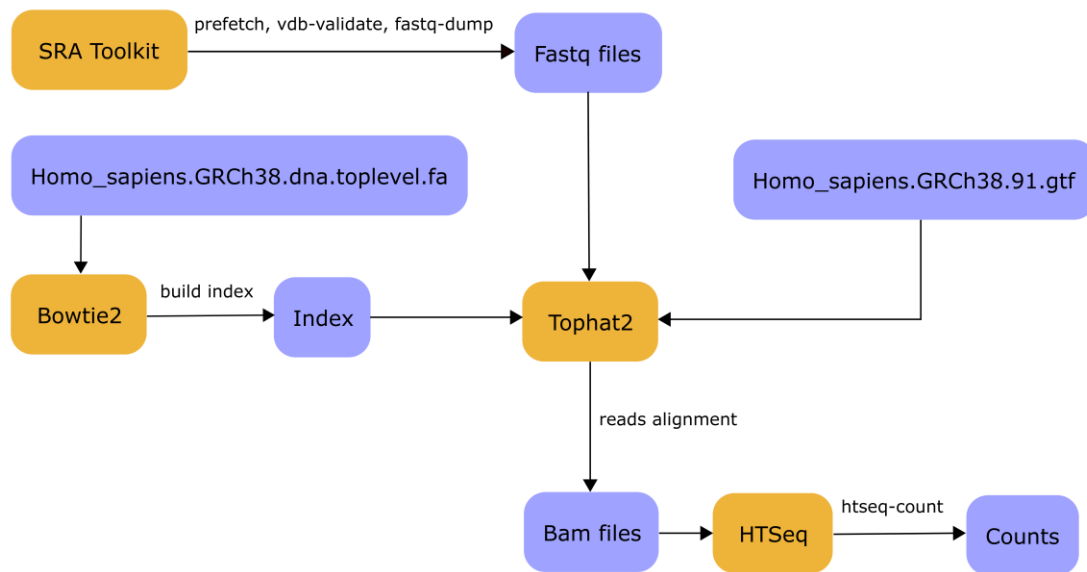 prefetch, vdb-validate, fastq-dump
SRA Toolkit
Fastq files
Homo_sapiens.GRCh38.dna.toplevel.fa
Homo_sapiens.GRCh38.91.gtf
build index
Bowtie2
Index
Tophat2
reads alignment
htseq-count
Bam files
HTSeq
Counts